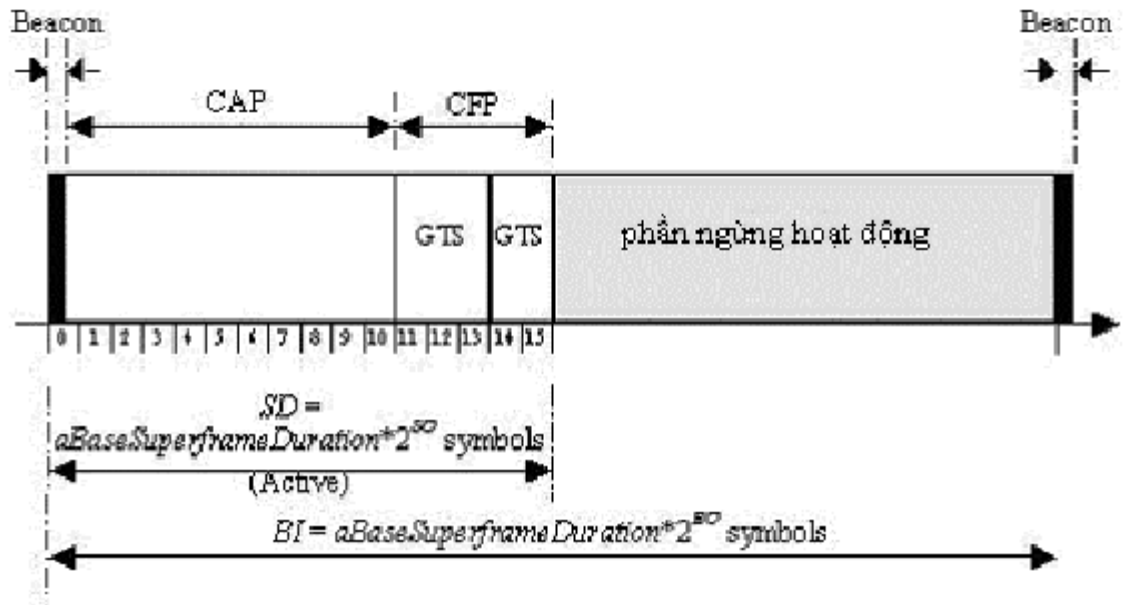 Beacon Beacon
CAP CFP
GTS GTS phần ngừng hoạt động
0 1 2 3 4 5 6 7 8 9 10 11 12 13 14 15
SD =
aBaseSuperframeDuration*2^SO symbols
(Active)
BI = aBaseSuperframeDuration*2^BO symbols